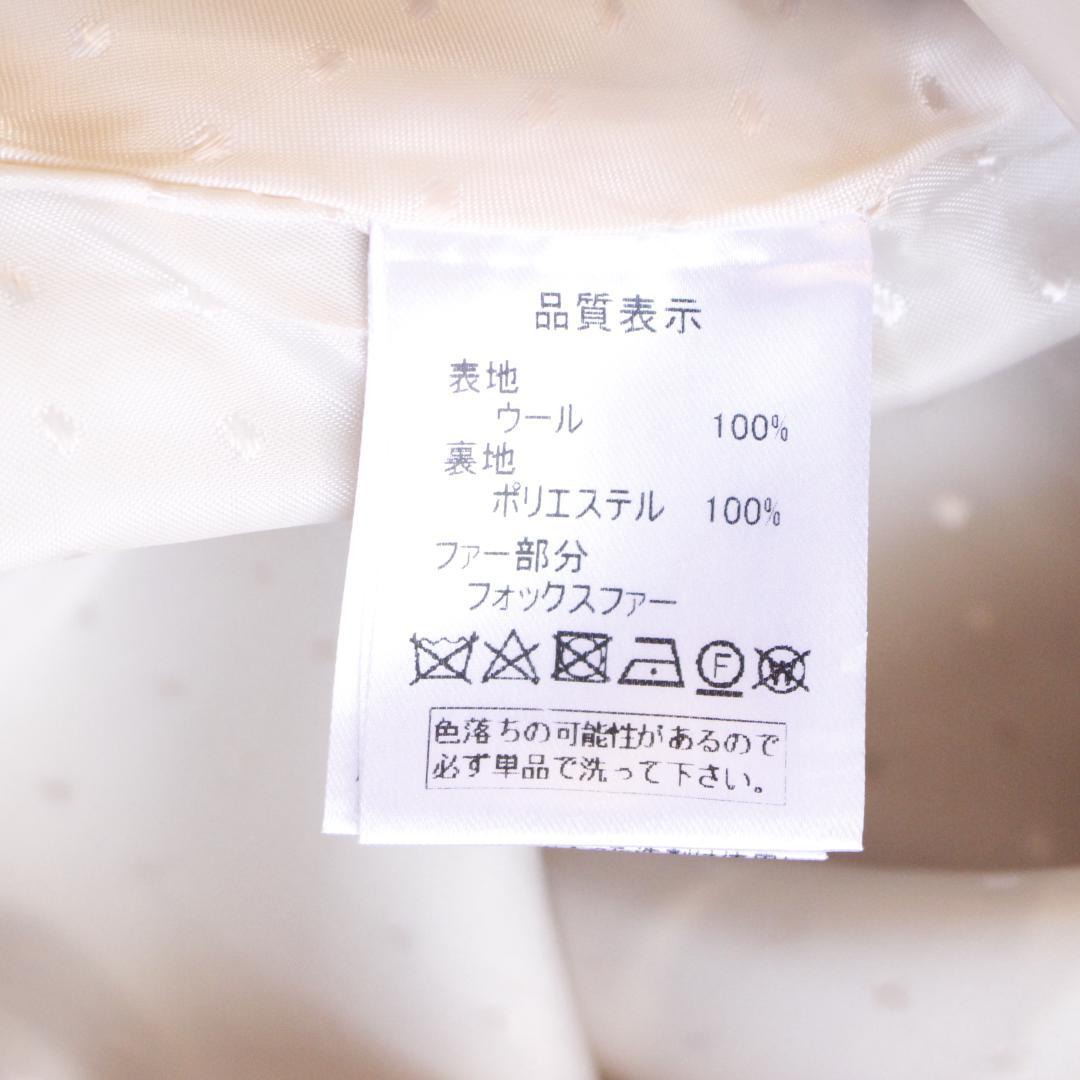 品質表示
表地
ウール 100%
裏地
ポリエステル 100%
ファー部分
フォックスファー
F W
色落ちの可能性があるので
必ず単品で洗って下さい。